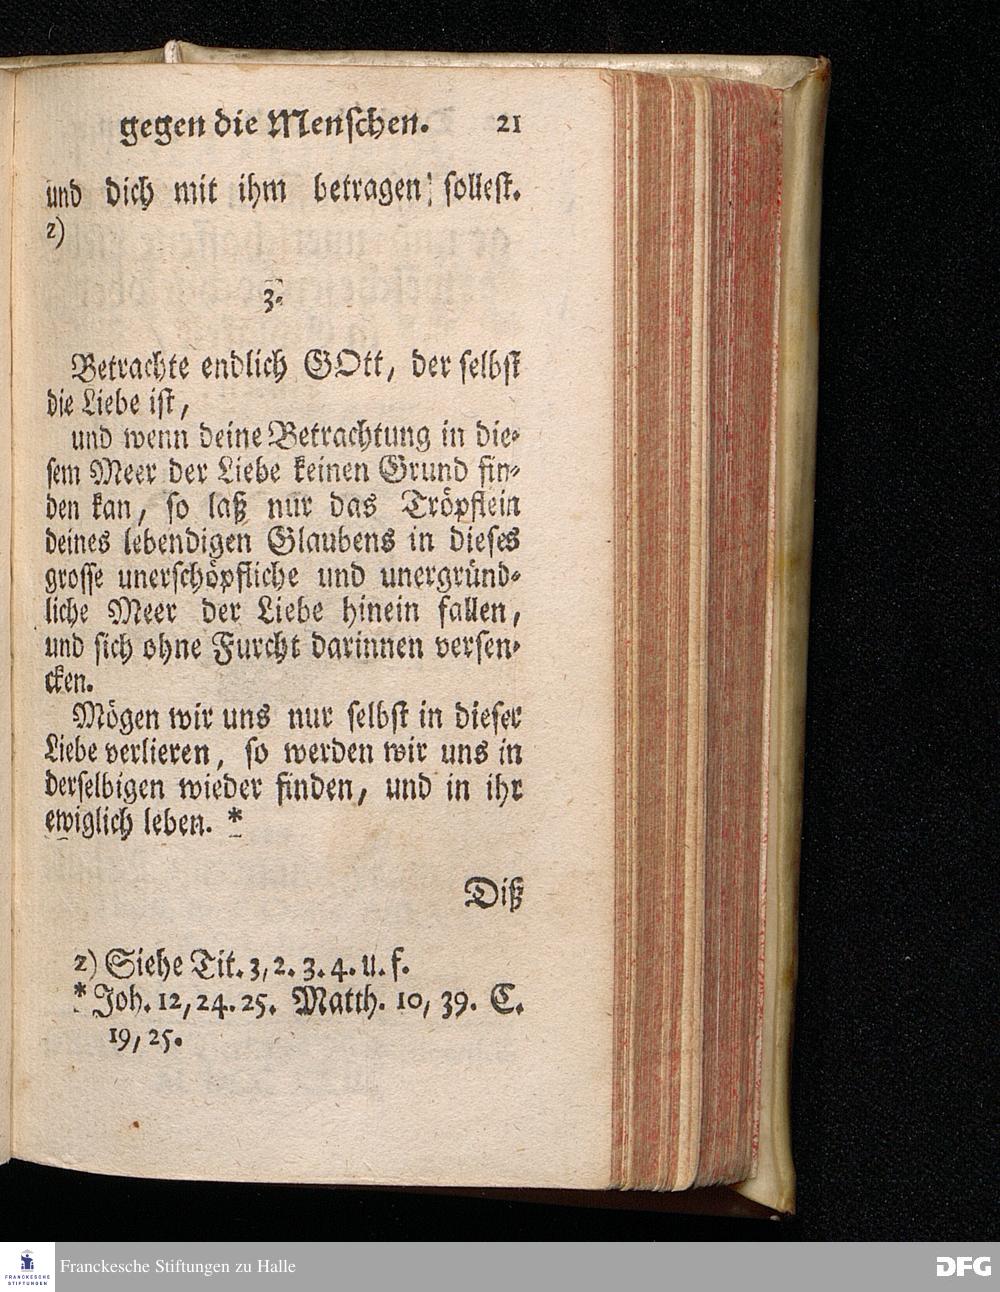 gegen die Menschen. 21
und dich mit ihm betragen sollest.
z)
3.
Betrachte endlich GOtt, der selbst
die Liebe ist,
und wenn deine Betrachtung in die-
sem Meer der Liebe keinen Grund fin-
den kan, so laß nur das Tröpflein
deines lebendigen Glaubens in dieses
grosse unerschöpfliche und unergründ-
liche Meer der Liebe hinein fallen,
und sich ohne Furcht darinnen versen-
cken.
Mögen wir uns nur selbst in dieser
Liebe verlieren, so werden wir uns in
derselbigen wieder finden, und in ihr
ewiglich leben. *
Diß
z) Siehe Tit. 3, 2. 3. 4. u. f.
* Joh. 12, 24. 25. Matth. 10, 39. C.
19, 25.
FRANCKESCHE
STIFTUNGEN
Franckesche Stiftungen zu Halle
DFG